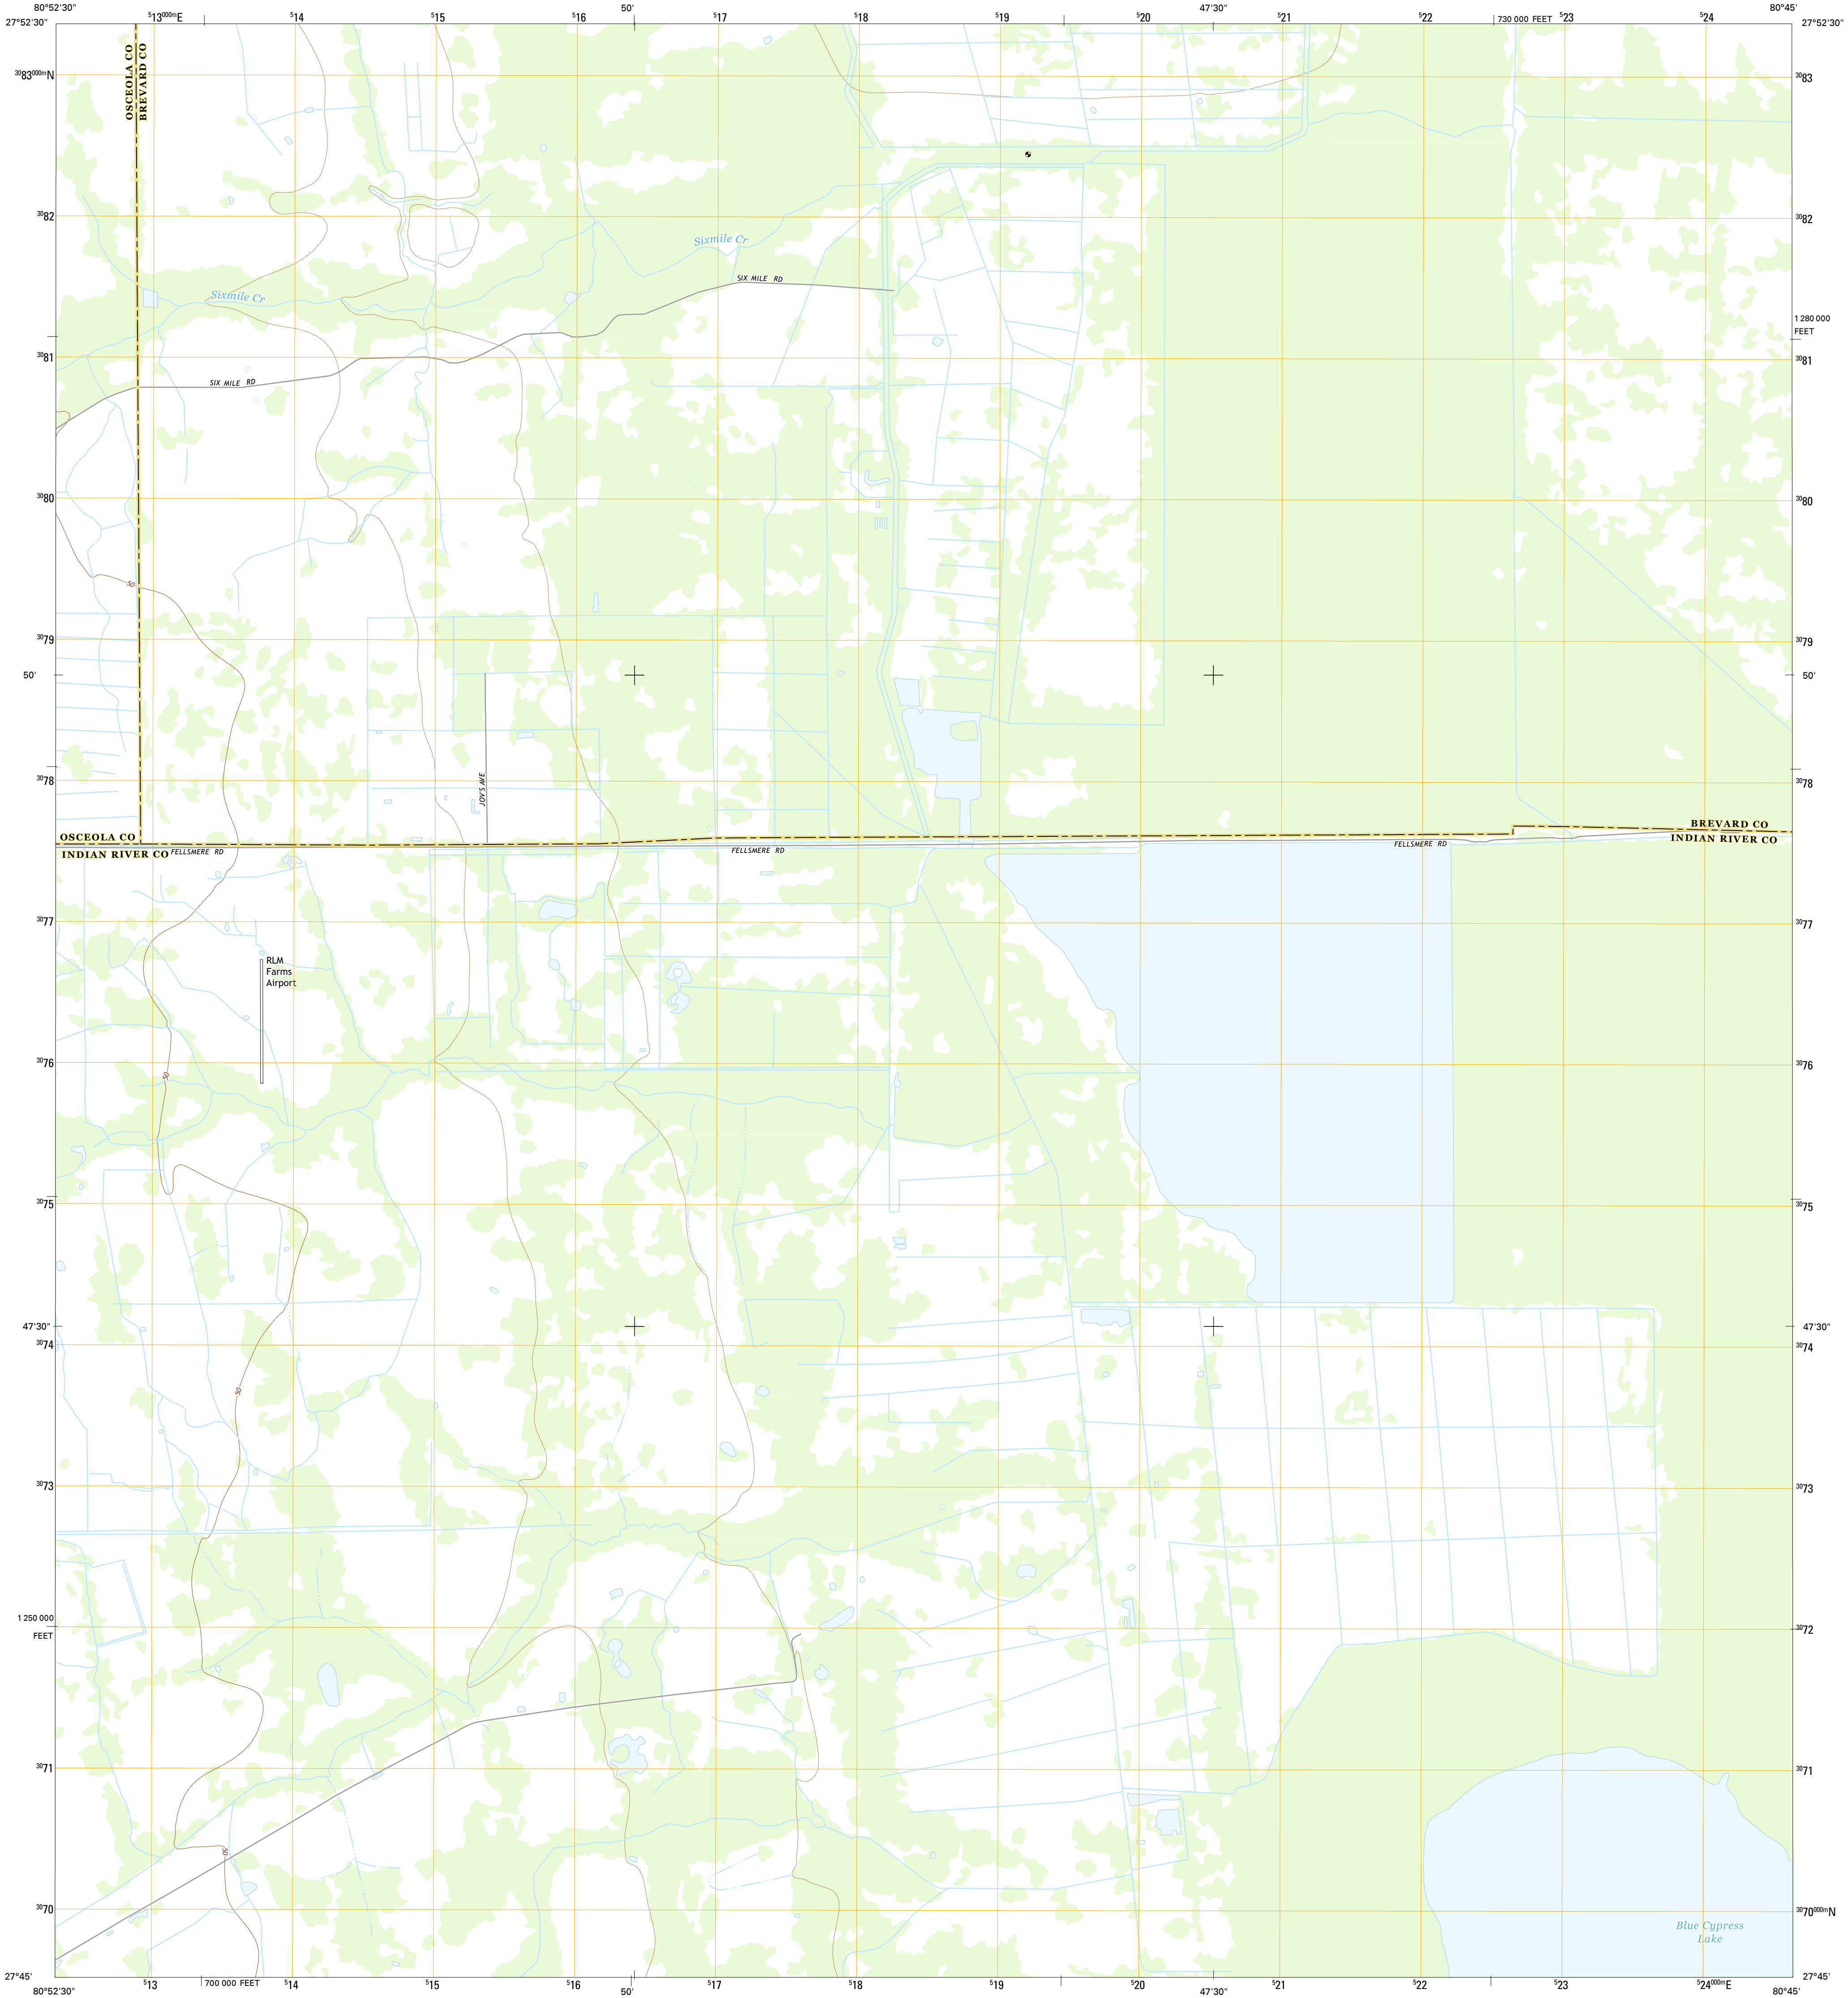 80°52'30" 513000mE 514 515 516 50' 517 518 519 520 47'30" 521 522 730 000 FEET 523 524 80°45'
27°52'30" 27°52'30"
OSCEOLA CO
BREVARD CO
3083000mN 3083
3082 3082
Sixmile Cr
SIX MILE RD
Sixmile Cr
1 280 000
FEET
3081 3081
SIX MILE RD
3080 3080
50
3079 3079
50' 50'
JOV'S AVE
3078 3078
OSCEOLA CO
BREVARD CO
INDIAN RIVER CO
FELLSMERE RD
FELLSMERE RD
FELLSMERE RD
INDIAN RIVER CO
3077 3077
RLM
Farms
Airport
3076 3076
50
3075 3075
47'30" 47'30"
3074 3074
50
3073 3073
1 250 000
FEET
3072 3072
3071 3071
50
3070 3070000mN
Blue Cypress
Lake
27°45' 27°45'
80°52'30" 513 700 000 FEET 514 515 516 50' 517 518 519 520 47'30" 521 522 523 524000mE 80°45'